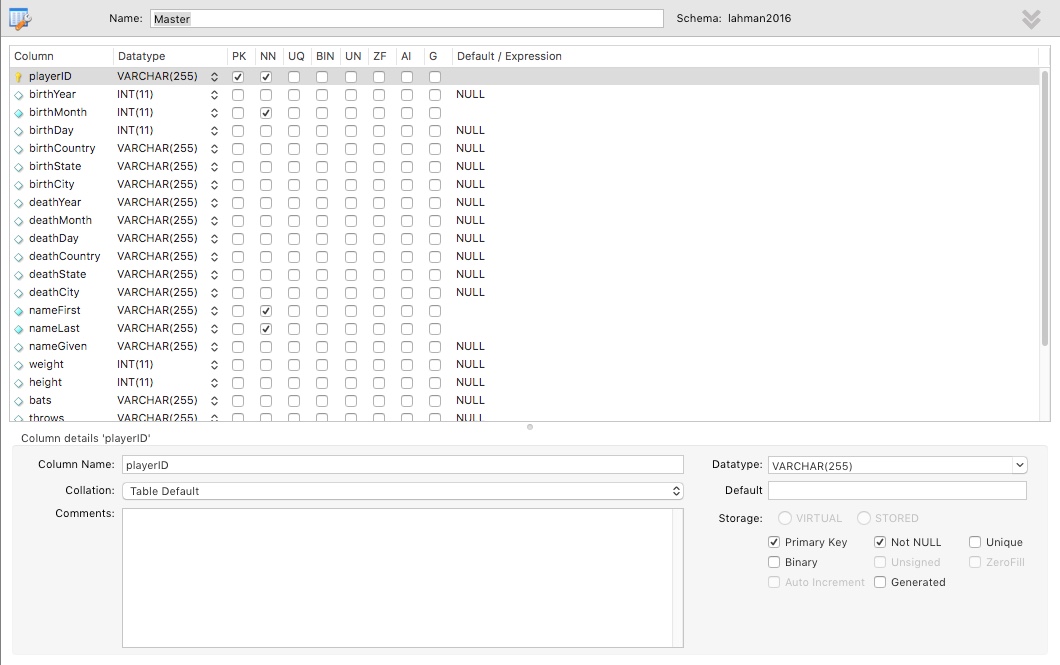 Name: Master Schema: lahman2016
Column Datatype PK NN UQ BIN UN ZF AI G Default / Expression
playerID VARCHAR(255)
birthYear INT(11) NULL
birthMonth INT(11)
birthDay INT(11) NULL
birthCountry VARCHAR(255) NULL
birthState VARCHAR(255) NULL
birthCity VARCHAR(255) NULL
deathYear VARCHAR(255) NULL
deathMonth VARCHAR(255) NULL
deathDay VARCHAR(255) NULL
deathCountry VARCHAR(255) NULL
deathState VARCHAR(255) NULL
deathCity VARCHAR(255) NULL
nameFirst VARCHAR(255)
nameLast VARCHAR(255)
nameGiven VARCHAR(255) NULL
weight INT(11) NULL
height INT(11) NULL
bats VARCHAR(255) NULL
throws VARCHAR(255) NULL
Column details 'playerID'
Column Name: playerID Datatype: VARCHAR(255)
Collation: Table Default Default
Comments: Storage: VIRTUAL STORED
Primary Key Not NULL Unique
Binary Unsigned ZeroFill
Auto Increment Generated